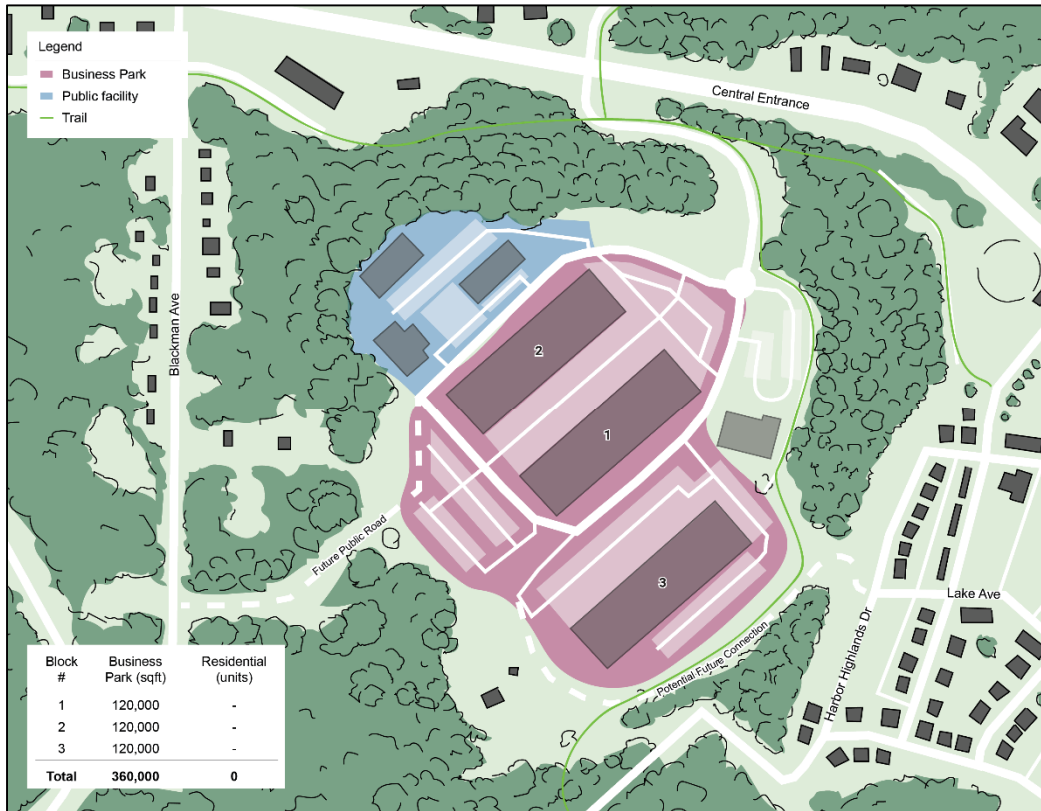 Legend
Business Park
Public facility
Trail
Central Entrance
Blackman Ave
2
1
3
Future Public Road
Potential Future Connection
Harbor Highlands Dr
Lake Ave
Block # Business Park (sqft) Residential (units)
1 120,000 -
2 120,000 -
3 120,000 -
Total 360,000 0